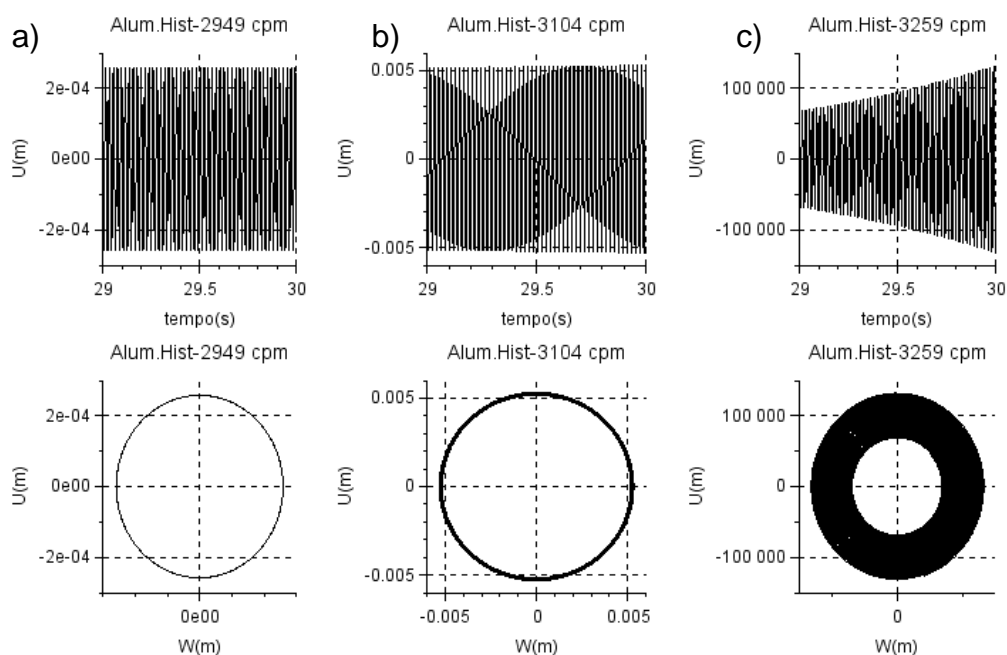 a)
Alum.Hist-2949 cpm
U(m)
2e-04
0e00
-2e-04
29
29.5
30
tempo(s)
b)
Alum.Hist-3104 cpm
U(m)
0.005
0
-0.005
29
29.5
30
tempo(s)
c)
Alum.Hist-3259 cpm
U(m)
100 000
0
-100 000
29
29.5
30
tempo(s)
Alum.Hist-2949 cpm
U(m)
2e-04
0e00
-2e-04
0e00
W(m)
Alum.Hist-3104 cpm
U(m)
0.005
0
-0.005
-0.005
0
0.005
W(m)
Alum.Hist-3259 cpm
U(m)
100 000
0
-100 000
0
W(m)